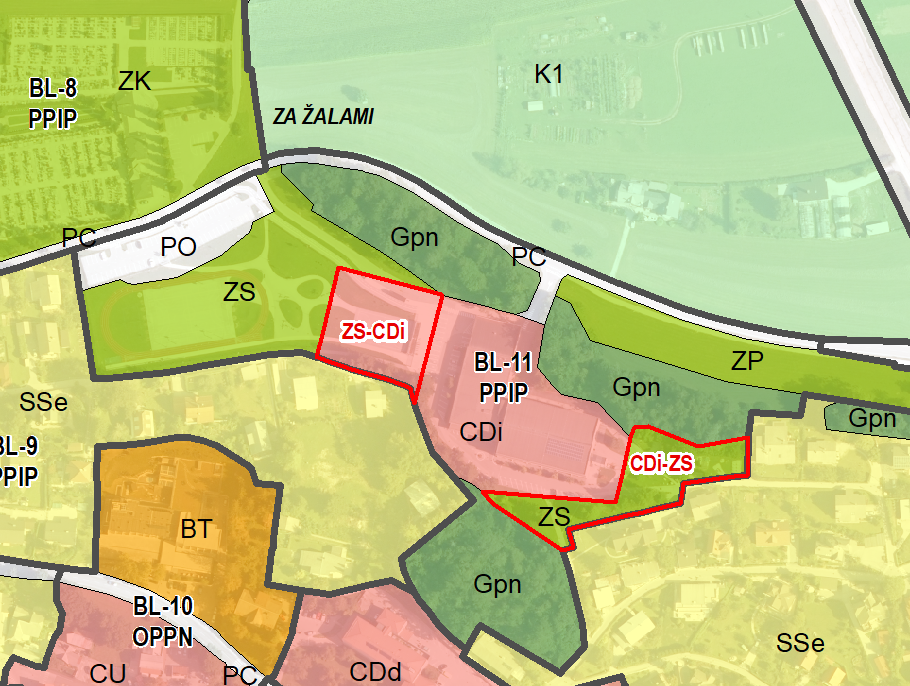 ZK
K1
BL-8
PPIP
ZA ŽALAMI
PC
PO
Gpn
PC
ZS
ZS-CDi
BL-11
PPIP
ZP
Gpn
SSe
Gpn
CDi
BL-9
PPIP
CDi-ZS
BT
ZS
Gpn
BL-10
OPPN
SSe
CU
PC
CDd